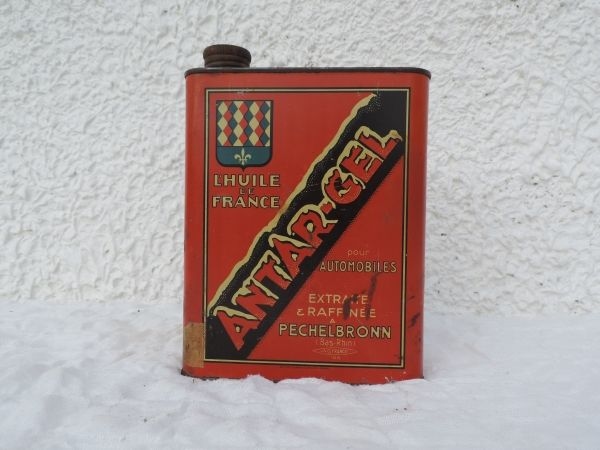 L'HUILE
DE
FRANCE
ANTAR-GEL
pour
AUTOMOBILES
EXTRAITE
& RAFFINÉE
A
PECHELBRONN
(Bas-Rhin)